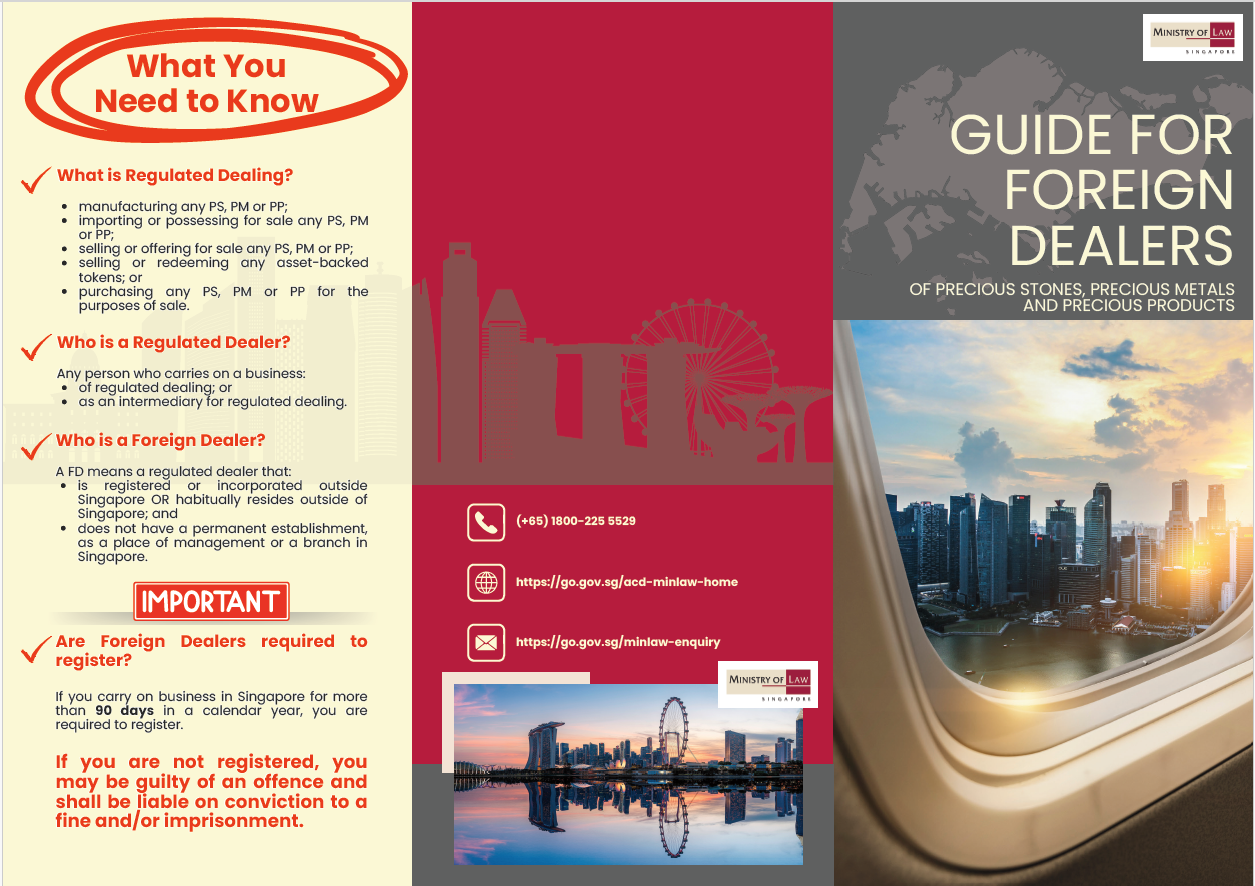 What You
Need to Know
What is Regulated Dealing?
• manufacturing any PS, PM or PP;
• importing or possessing for sale any PS, PM
or PP;
• selling or offering for sale any PS, PM or PP;
• selling or redeeming any asset-backed
tokens; or
• purchasing any PS, PM or PP for the
purposes of sale.
Who is a Regulated Dealer?
Any person who carries on a business:
• of regulated dealing; or
• as an intermediary for regulated dealing.
Who is a Foreign Dealer?
A FD means a regulated dealer that:
• is registered or incorporated outside
Singapore OR habitually resides outside of
Singapore; and
• does not have a permanent establishment,
as a place of management or a branch in
Singapore.
IMPORTANT
Are Foreign Dealers required to
register?
If you carry on business in Singapore for more
than 90 days in a calendar year, you are
required to register.
If you are not registered, you
may be guilty of an offence and
shall be liable on conviction to a
fine and/or imprisonment.
(+65) 1800-225 5529
https://go.gov.sg/acd-minlaw-home
https://go.gov.sg/minlaw-enquiry
MINISTRY OF LAW
SINGAPORE
MINISTRY OF LAW
SINGAPORE
GUIDE FOR
FOREIGN
DEALERS
OF PRECIOUS STONES, PRECIOUS METALS
AND PRECIOUS PRODUCTS